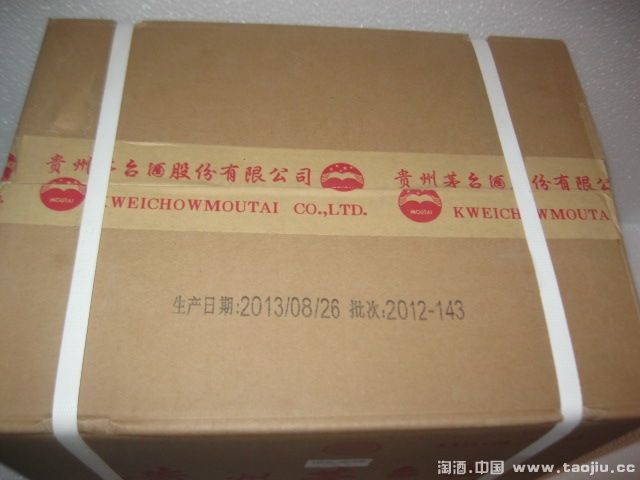 贵州茅台酒股份有限公司 贵州茅台酒 份有限公
MOUTAI KWEICHOWMOUTAI CO.,LTD. MOUTAI KWEICHOWMOUTA
生产日期:2013/08/26 批次:2012-143
淘酒.中国 www.taojiu.cc